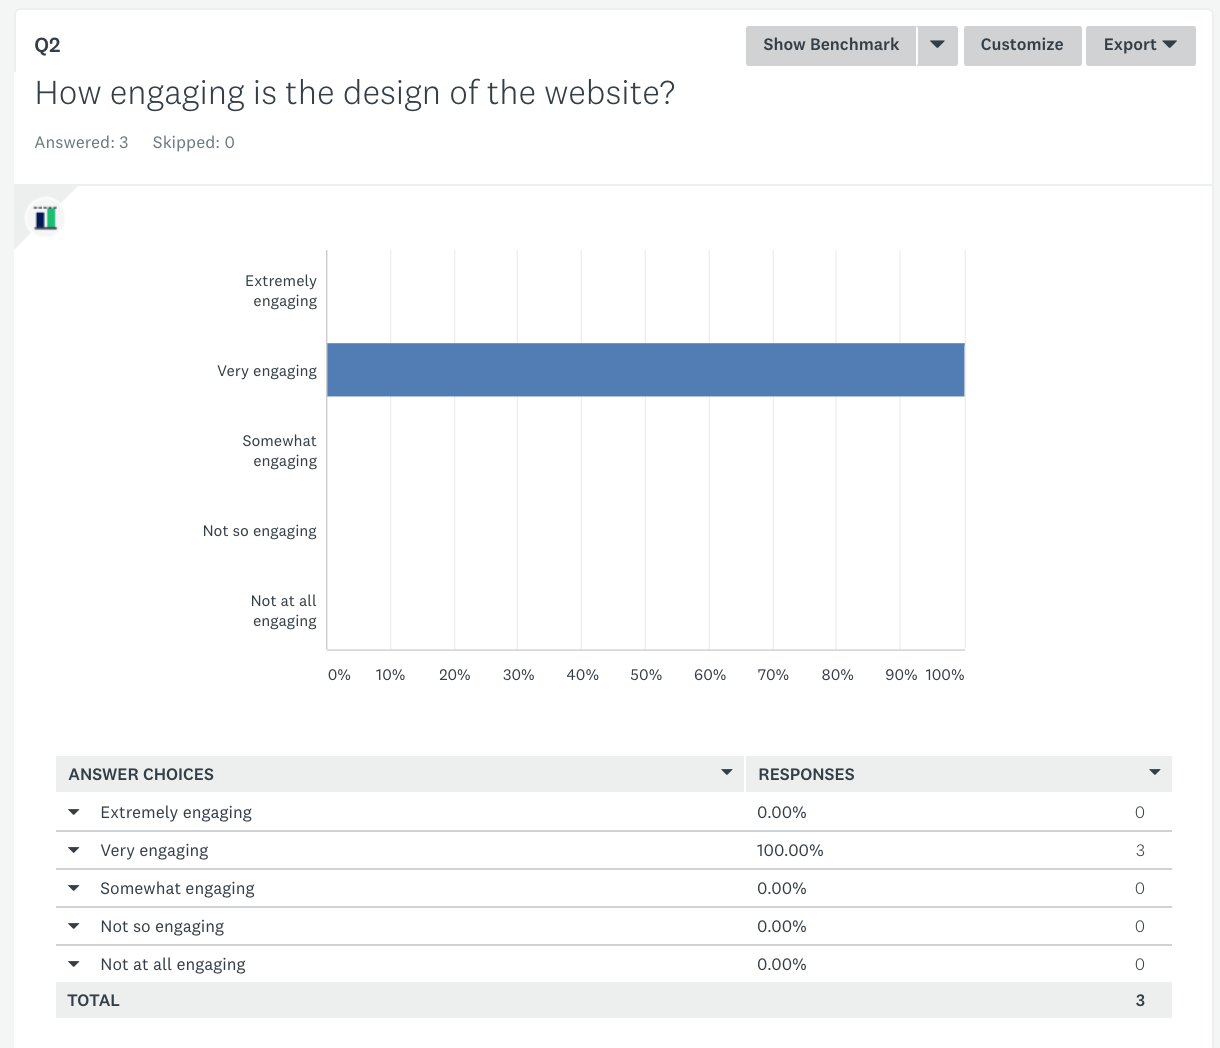 Q2
Show Benchmark
Customize
Export
How engaging is the design of the website?
Answered: 3 Skipped: 0
Extremely
engaging
Very engaging
Somewhat
engaging
Not so engaging
Not at all
engaging
0% 10% 20% 30% 40% 50% 60% 70% 80% 90% 100%
ANSWER CHOICES RESPONSES
Extremely engaging 0.00% 0
Very engaging 100.00% 3
Somewhat engaging 0.00% 0
Not so engaging 0.00% 0
Not at all engaging 0.00% 0
TOTAL 3